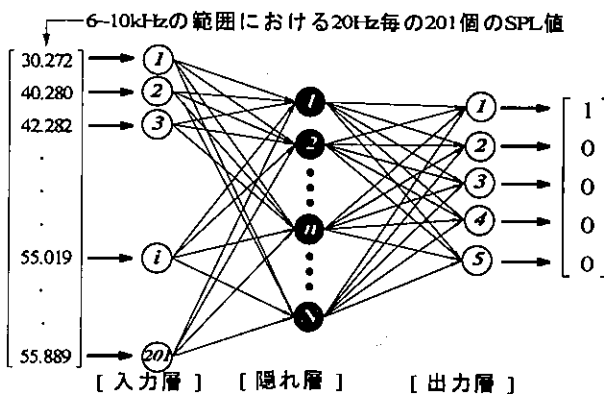 6~10kHzの範囲における20Hz毎の201個のSPL値
30.272 1 1 1 1
40.280 2 2 2 0
42.282 3 3 0
. n 4 0
55.019 i 5 0
.
.
55.889 201 N
[ 入力層 ] [ 隠れ層 ] [ 出力層 ]